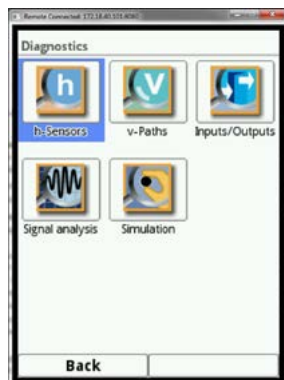 Diagnostics
h
V
h-Sensors
v-Paths
Inputs/Outputs
Signal analysis
Simulation
Back